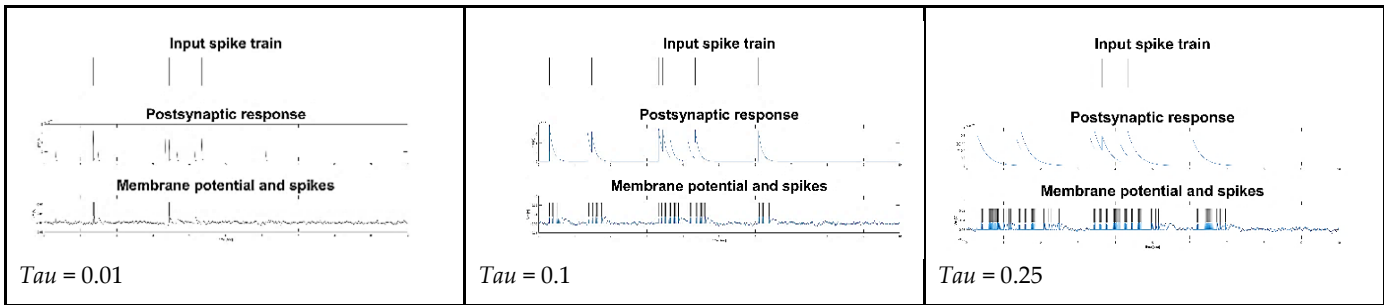 Input spike train
Postsynaptic response
Membrane potential and spikes
Tau = 0.01
Input spike train
Postsynaptic response
Membrane potential and spikes
Tau = 0.1
Input spike train
Postsynaptic response
Membrane potential and spikes
Tau = 0.25